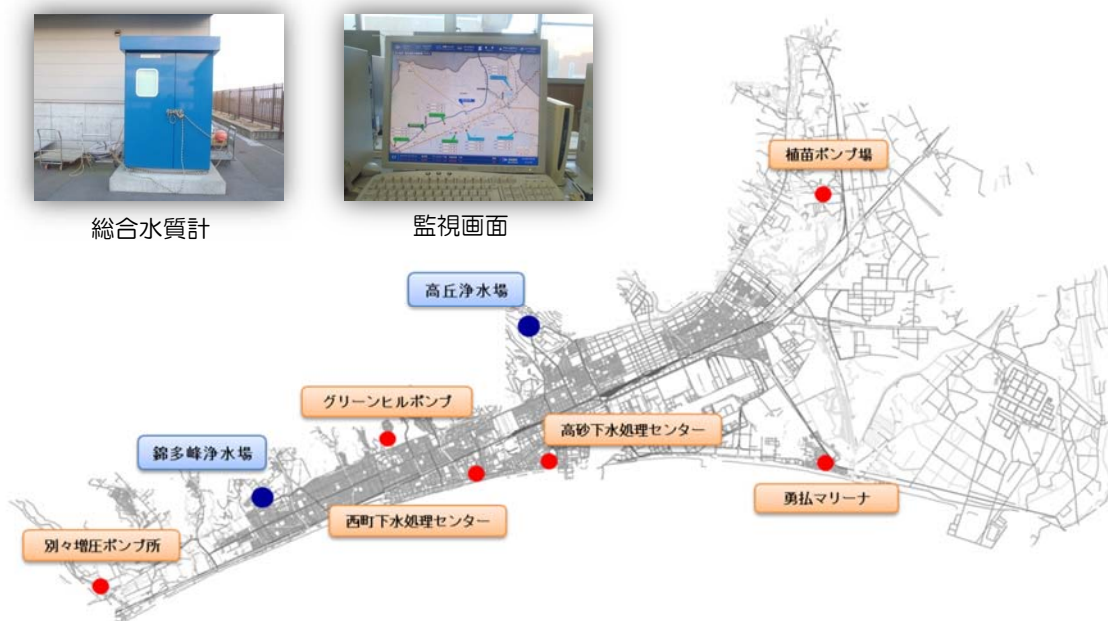 総合水質計
監視画面
植苗ポンプ場
高丘浄水場
グリーンヒルポンプ
高砂下水処理センター
錦多峰浄水場
勇払マリーナ
西町下水処理センター
別々増圧ポンプ所